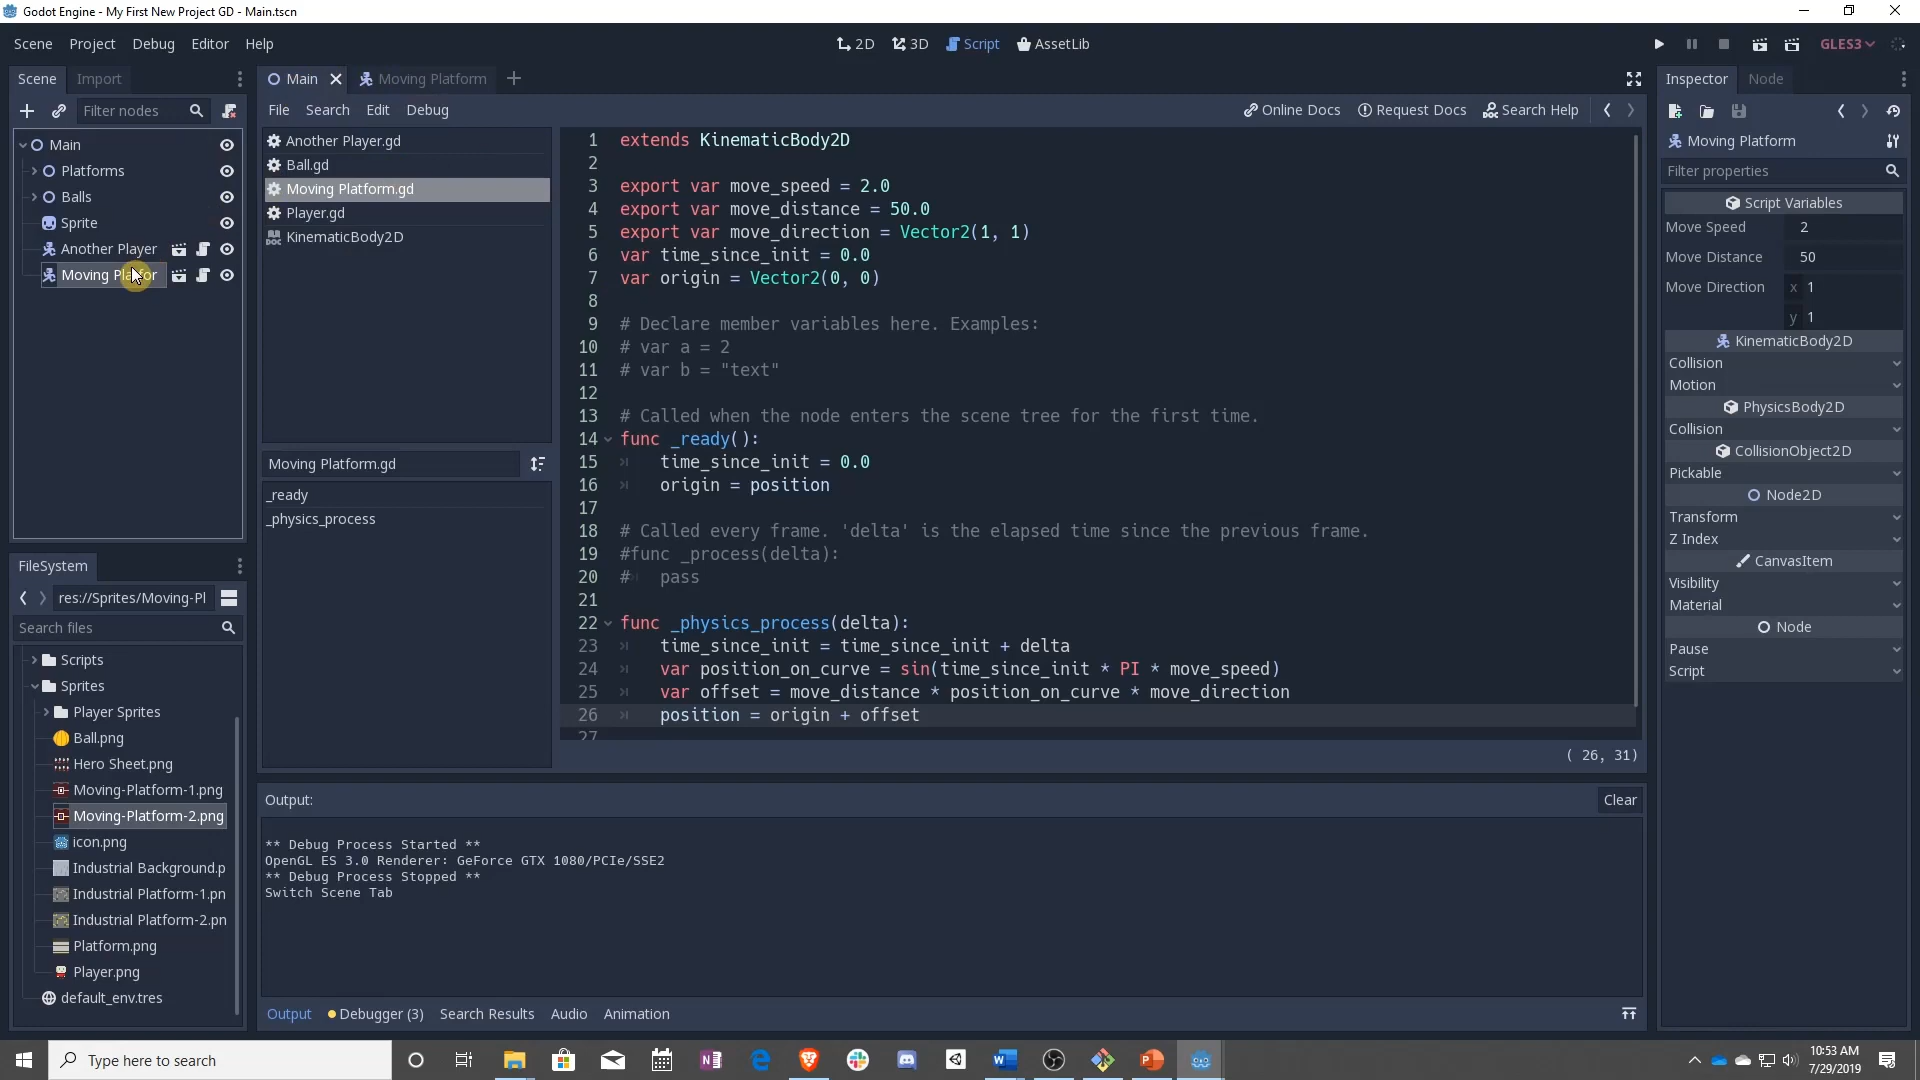 Godot Engine - My First New Project GD - Main.tscn
Scene Project Debug Editor Help
2D 3D Script AssetLib
GLES3
Scene Import
Filter nodes
Main
Platforms
Balls
Sprite
Another Player
Moving Platfor
FileSystem
res://Sprites/Moving-Pl
Search files
Scripts
Sprites
Player Sprites
Ball.png
Hero Sheet.png
Moving-Platform-1.png
Moving-Platform-2.png
icon.png
Industrial Background.p
Industrial Platform-1.pn
Industrial Platform-2.pn
Platform.png
Player.png
default_env.tres
Main Moving Platform
File Search Edit Debug
Online Docs Request Docs Search Help
Another Player.gd
Ball.gd
Moving Platform.gd
Player.gd
KinematicBody2D
Moving Platform.gd
_ready
_physics_process
1 extends KinematicBody2D
2
3 export var move_speed = 2.0
4 export var move_distance = 50.0
5 export var move_direction = Vector2(1, 1)
6 var time_since_init = 0.0
7 var origin = Vector2(0, 0)
8
9 # Declare member variables here. Examples:
10 # var a = 2
11 # var b = "text"
12
13 # Called when the node enters the scene tree for the first time.
14 func _ready():
15 time_since_init = 0.0
16 origin = position
17
18 # Called every frame. 'delta' is the elapsed time since the previous frame.
19 #func _process(delta):
20 # pass
21
22 func _physics_process(delta):
23 time_since_init = time_since_init + delta
24 var position_on_curve = sin(time_since_init * PI * move_speed)
25 var offset = move_distance * position_on_curve * move_direction
26 position = origin + offset
27
( 26, 31)
Output:
Clear
** Debug Process Started **
OpenGL ES 3.0 Renderer: GeForce GTX 1080/PCIe/SSE2
** Debug Process Stopped **
Switch Scene Tab
Output Debugger (3) Search Results Audio Animation
Inspector Node
Moving Platform
Filter properties
Script Variables
Move Speed 2
Move Distance 50
Move Direction x 1
y 1
KinematicBody2D
Collision
Motion
PhysicsBody2D
Collision
CollisionObject2D
Pickable
Node2D
Transform
Z Index
CanvasItem
Visibility
Material
Node
Pause
Script
Type here to search
10:53 AM
7/29/2019